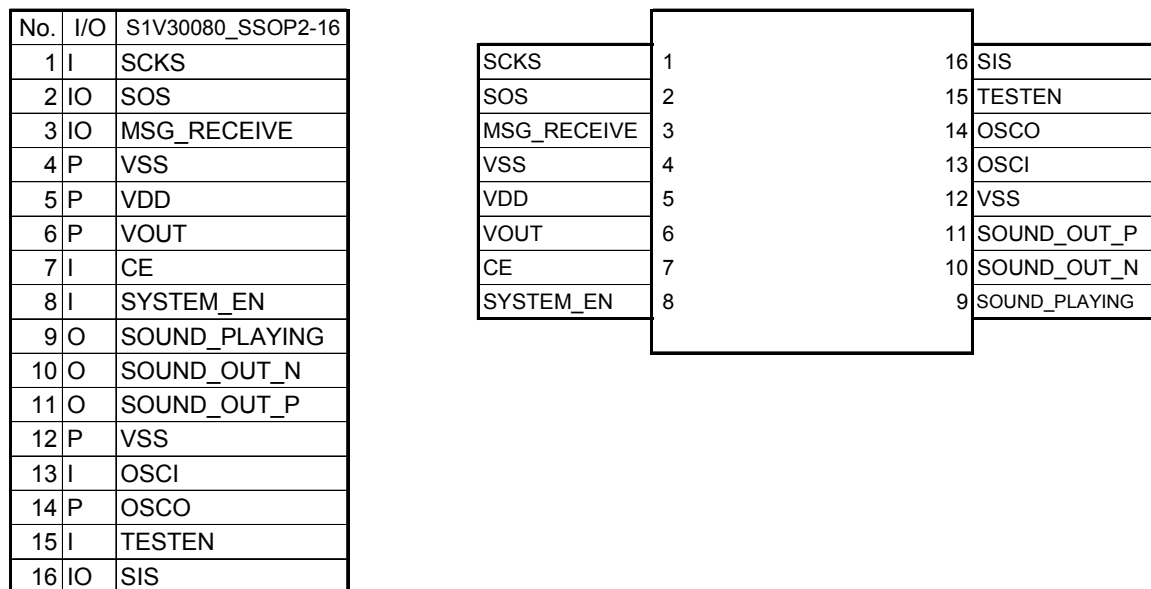 No. I/O S1V30080_SSOP2-16
1 I SCKS
2 IO SOS
3 IO MSG_RECEIVE
4 P VSS
5 P VDD
6 P VOUT
7 I CE
8 I SYSTEM_EN
9 O SOUND_PLAYING
10 O SOUND_OUT_N
11 O SOUND_OUT_P
12 P VSS
13 I OSCI
14 P OSCO
15 I TESTEN
16 IO SIS
SCKS 1 16 SIS
SOS 2 15 TESTEN
MSG_RECEIVE 3 14 OSCO
VSS 4 13 OSCI
VDD 5 12 VSS
VOUT 6 11 SOUND_OUT_P
CE 7 10 SOUND_OUT_N
SYSTEM_EN 8 9 SOUND_PLAYING